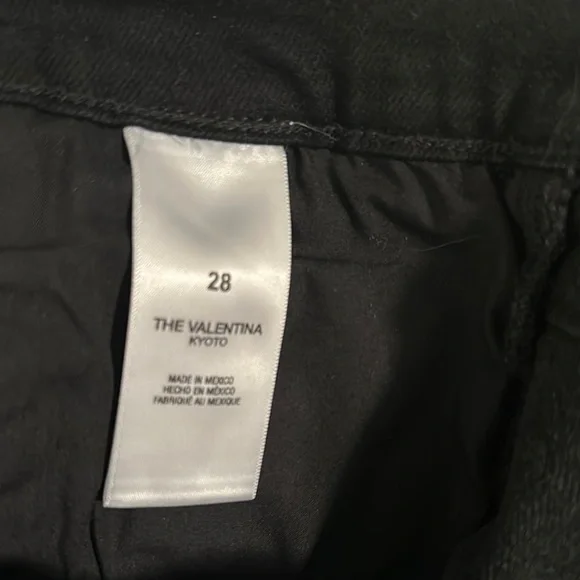 28
THE VALENTINA
KYOTO
MADE IN MEXICO
HECHO EN MÉXICO
FABRIQUÉ AU MEXIQUE